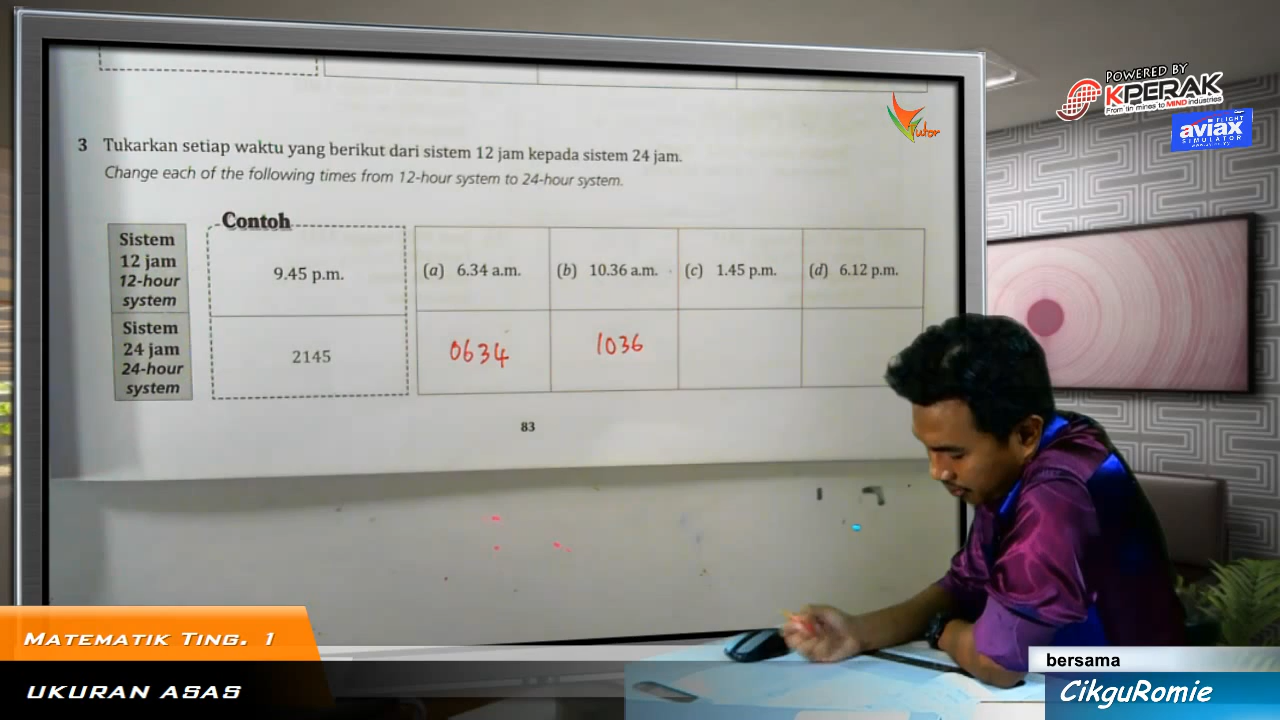 POWERED BY
KPERAK
From tin mines to MIND industries
aviax
FLIGHT
SIMULATOR
Tutor
3 Tukarkan setiap waktu yang berikut dari sistem 12 jam kepada sistem 24 jam.
Change each of the following times from 12-hour system to 24-hour system.
Contoh
Sistem
12 jam
12-hour
system
9.45 p.m.
(a) 6.34 a.m.
(b) 10.36 a.m.
(c) 1.45 p.m.
(d) 6.12 p.m.
Sistem
24 jam
24-hour
system
2145
0634
1036
83
MATEMATIK TING. 1
UKURAN ASAS
bersama
CikguRomie